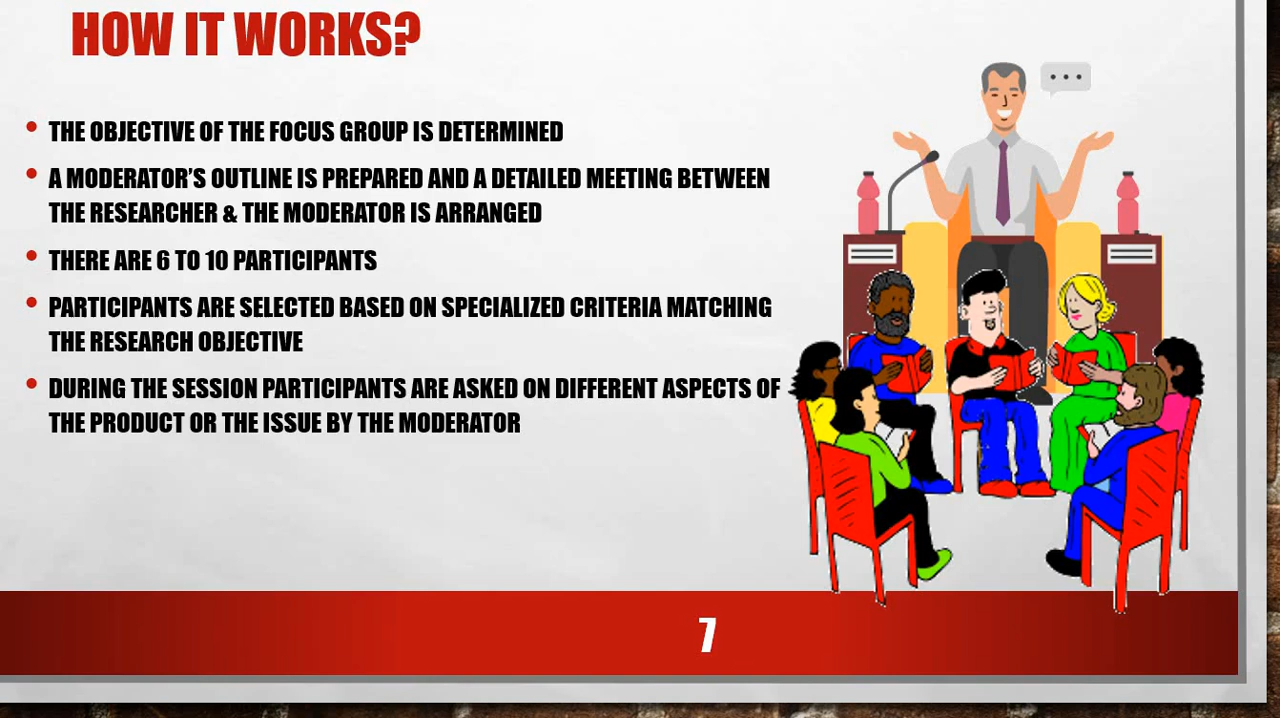 HOW IT WORKS?
• THE OBJECTIVE OF THE FOCUS GROUP IS DETERMINED
• A MODERATOR'S OUTLINE IS PREPARED AND A DETAILED MEETING BETWEEN
THE RESEARCHER & THE MODERATOR IS ARRANGED
• THERE ARE 6 TO 10 PARTICIPANTS
• PARTICIPANTS ARE SELECTED BASED ON SPECIALIZED CRITERIA MATCHING
THE RESEARCH OBJECTIVE
• DURING THE SESSION PARTICIPANTS ARE ASKED ON DIFFERENT ASPECTS OF
THE PRODUCT OR THE ISSUE BY THE MODERATOR
7